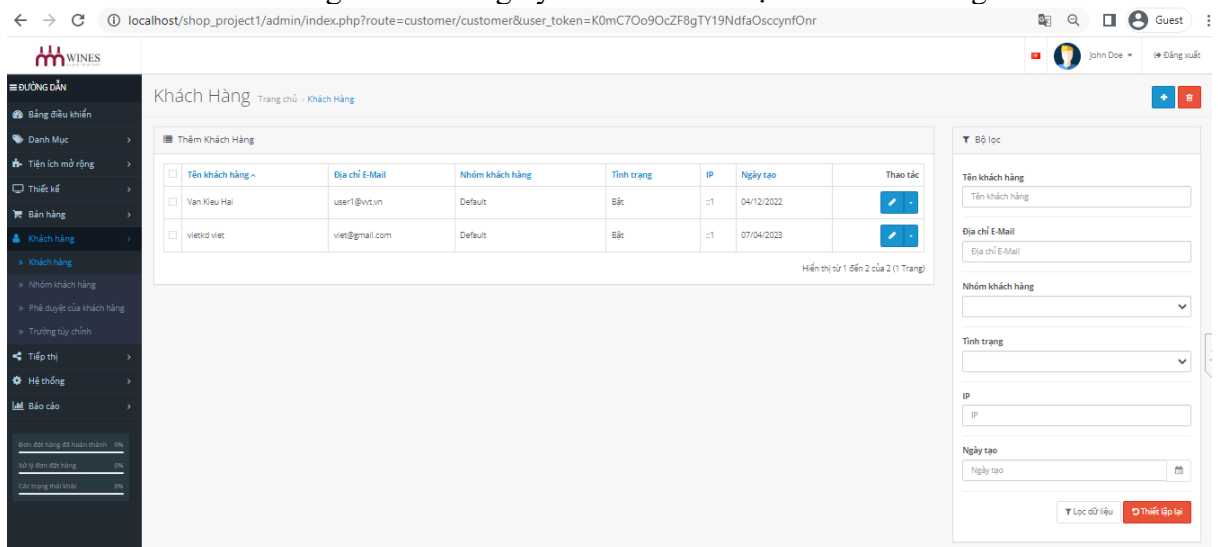 localhost/shop_project1/admin/index.php?route=customer/customer&user_token=K0mC7Oo9OcZF8gTY19NdfaOsccynfOnr
Guest
WINES
John Doe
Đăng xuất
ĐƯỜNG DẪN
Khách Hàng Trang chủ › Khách Hàng
Bảng điều khiển
Danh Mục
Tiện ích mở rộng
Thiết kế
Bán hàng
Khách hàng
» Khách hàng
» Nhóm khách hàng
» Phê duyệt của khách hàng
» Trường tùy chỉnh
Tiếp thị
Hệ thống
Báo cáo
Đơn đặt hàng đã hoàn thành 0%
Xử lý đơn đặt hàng 0%
Các trạng thái khác 0%
Thêm Khách Hàng
Tên khách hàng Địa chỉ E-Mail Nhóm khách hàng Tình trạng IP Ngày tạo Thao tác
Van Kieu Hai user1@vvt.vn Default Bật ::1 04/12/2022
vietkd viet viet@gmail.com Default Bật ::1 07/04/2023
Hiển thị từ 1 đến 2 của 2 (1 Trang)
Bộ lọc
Tên khách hàng
Tên khách hàng
Địa chỉ E-Mail
Địa chỉ E-Mail
Nhóm khách hàng
Tình trạng
IP
IP
Ngày tạo
Ngày tạo
Lọc dữ liệu Thiết lập lại